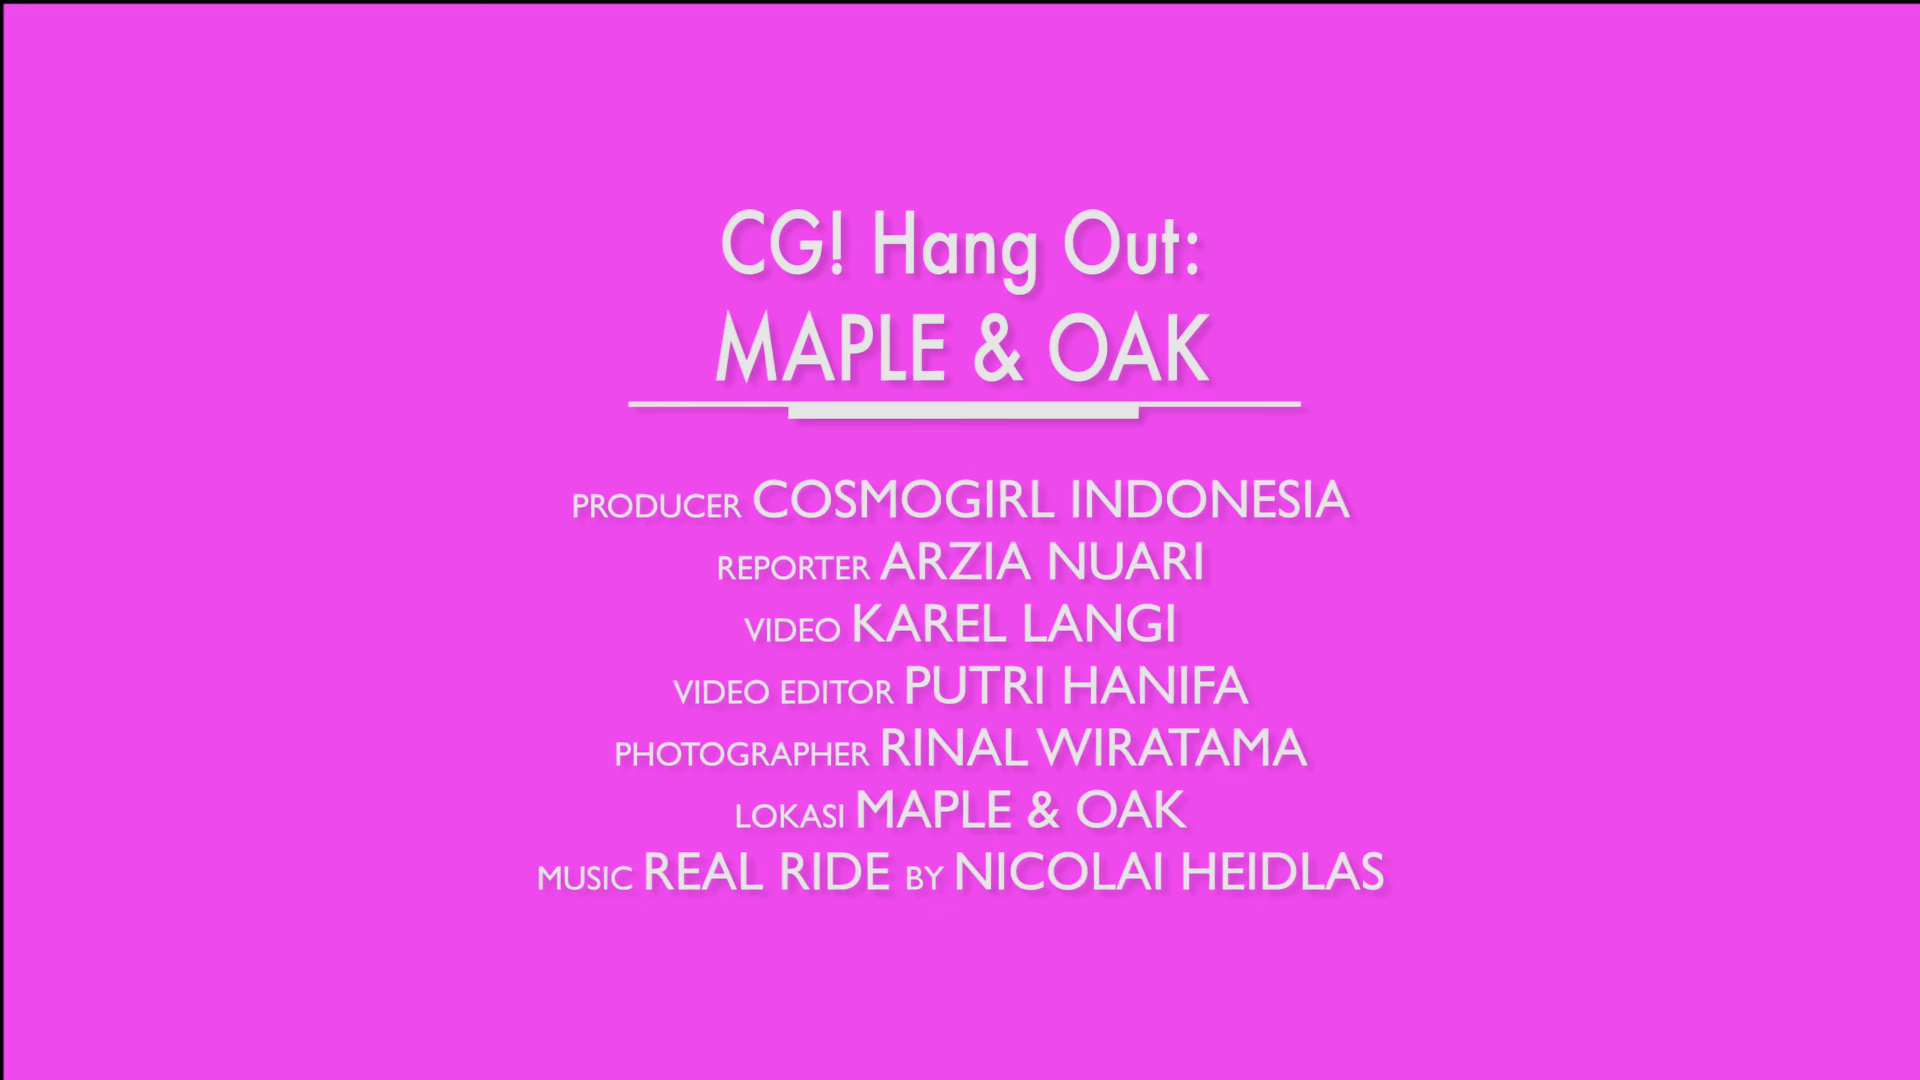 CG! Hang Out:
MAPLE & OAK
PRODUCER COSMOGIRL INDONESIA
REPORTER ARZIA NUARI
VIDEO KAREL LANGI
VIDEO EDITOR PUTRI HANIFA
PHOTOGRAPHER RINAL WIRATAMA
LOKASI MAPLE & OAK
MUSIC REAL RIDE BY NICOLAI HEIDLAS